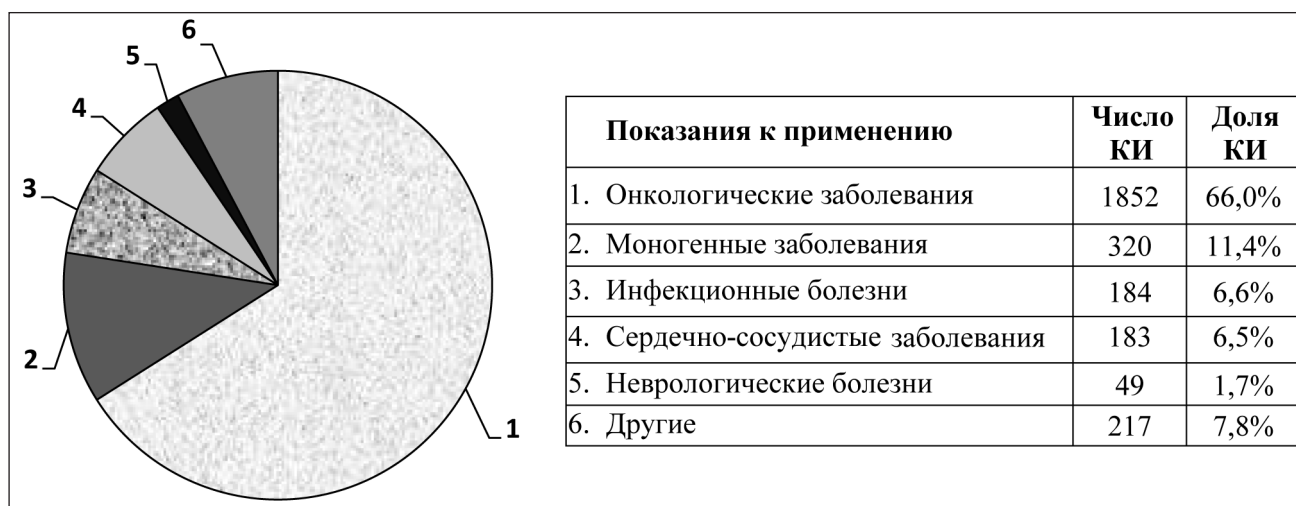 6
5
4
3
2
1
Показания к применению Число КИ Доля КИ
1. Онкологические заболевания 1852 66,0%
2. Моногенные заболевания 320 11,4%
3. Инфекционные болезни 184 6,6%
4. Сердечно-сосудистые заболевания 183 6,5%
5. Неврологические болезни 49 1,7%
6. Другие 217 7,8%